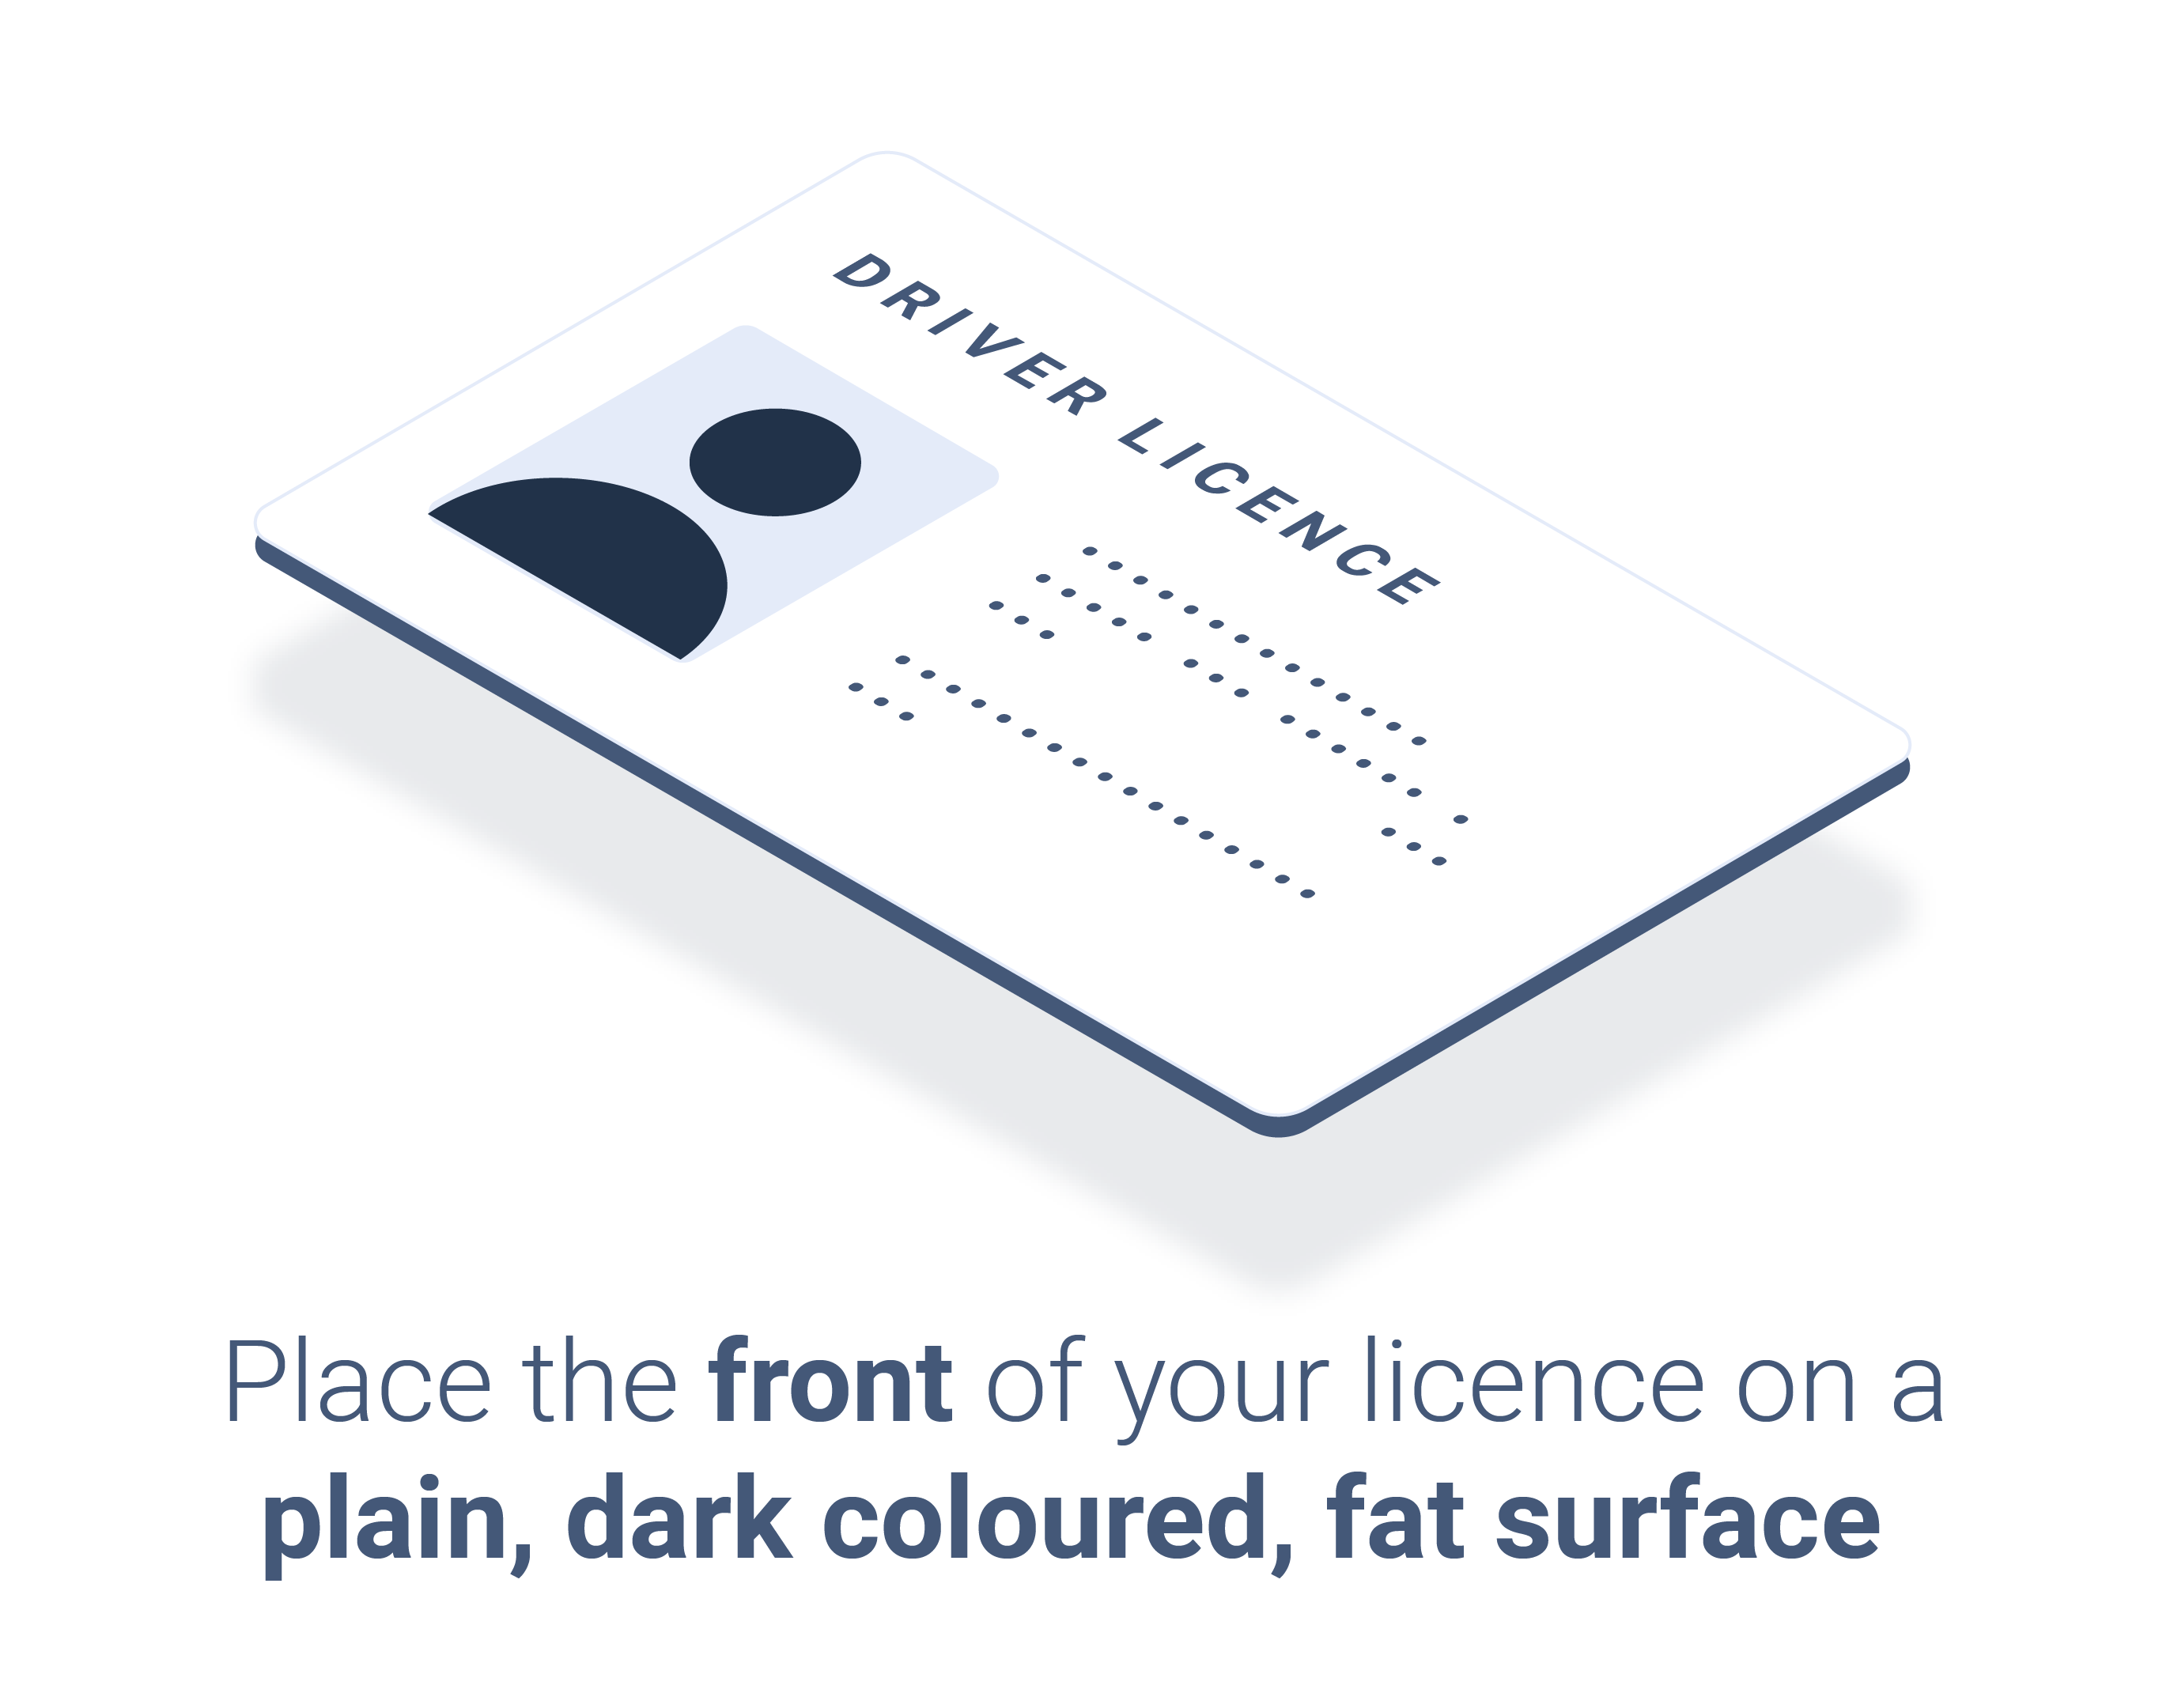 DRIVER LICENCE
Place the front of your licence on a
plain, dark coloured, fat surface